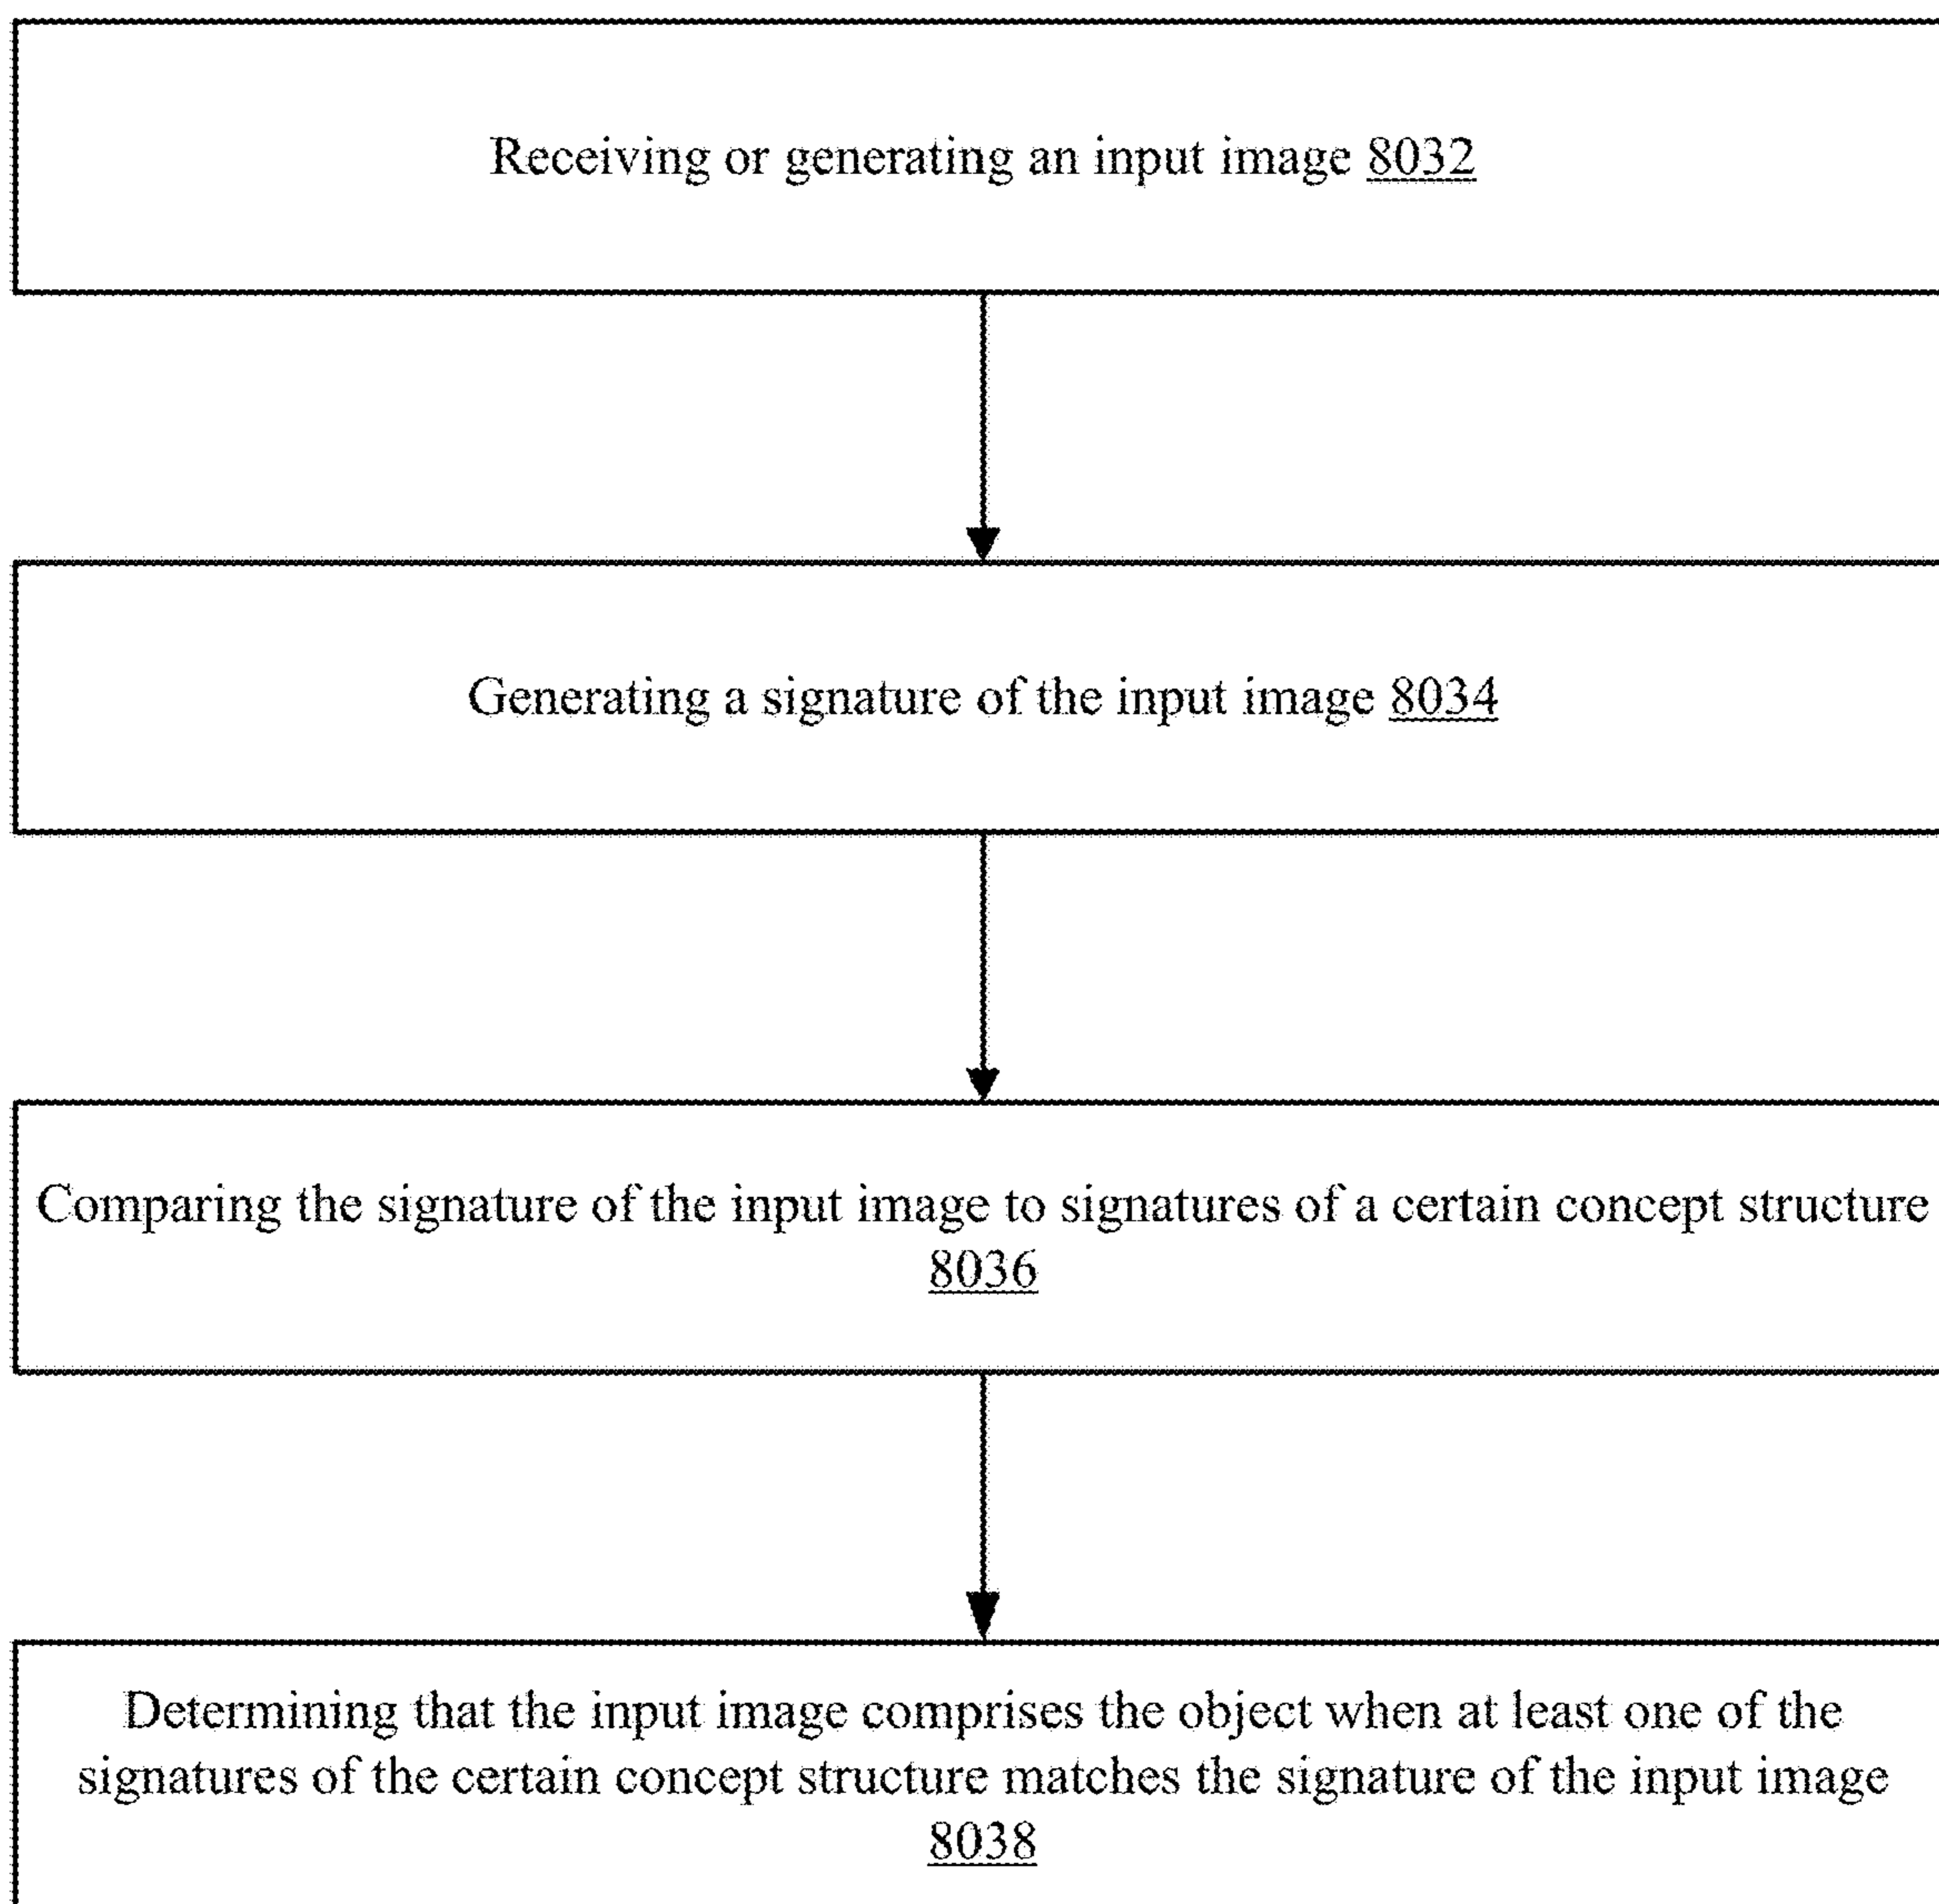 Receiving or generating an input image 8032
Generating a signature of the input image 8034
Comparing the signature of the input image to signatures of a certain concept structure
8036
Determining that the input image comprises the object when at least one of the
signatures of the certain concept structure matches the signature of the input image
8038